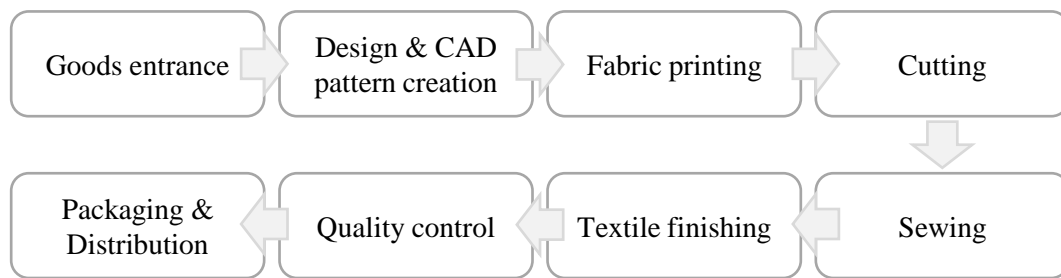 Goods entrance
Design & CAD
pattern creation
Fabric printing
Cutting
Sewing
Textile finishing
Quality control
Packaging &
Distribution